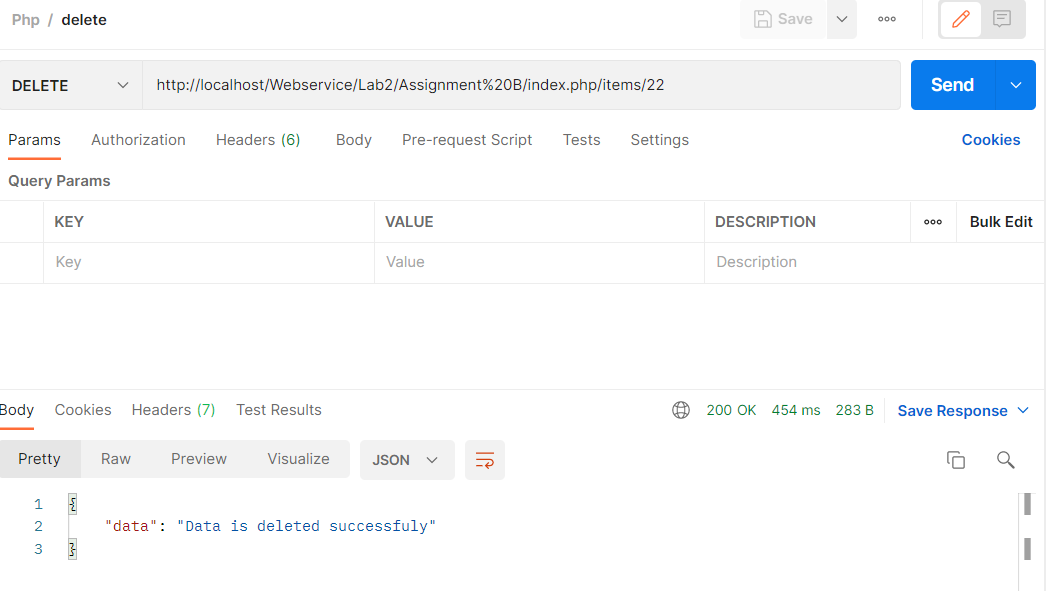 Php / delete
Save
DELETE
http://localhost/Webservice/Lab2/Assignment%20B/index.php/items/22
Send
Params Authorization Headers (6) Body Pre-request Script Tests Settings Cookies
Query Params
KEY VALUE DESCRIPTION Bulk Edit
Key Value Description
Body Cookies Headers (7) Test Results 200 OK 454 ms 283 B Save Response
Pretty Raw Preview Visualize JSON
1 {
2 "data": "Data is deleted successfuly"
3 }